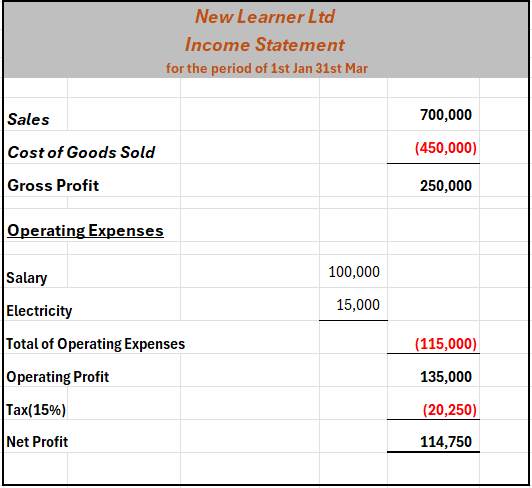 New Learner Ltd
Income Statement
for the period of 1st Jan 31st Mar
Sales 700,000
Cost of Goods Sold (450,000)
Gross Profit 250,000
Operating Expenses
Salary 100,000
Electricity 15,000
Total of Operating Expenses (115,000)
Operating Profit 135,000
Tax(15%) (20,250)
Net Profit 114,750